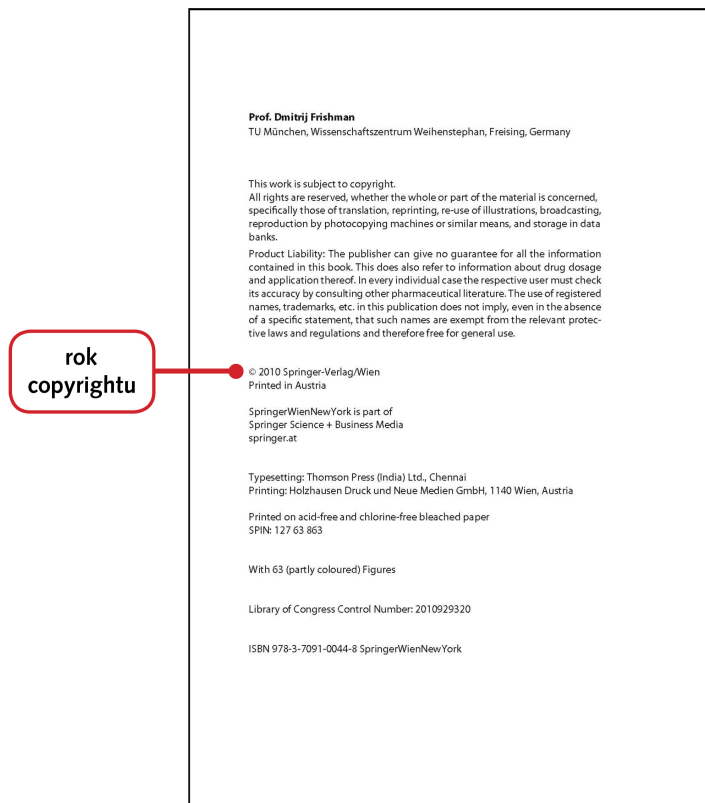 Prof. Dmitrij Frishman
TU München, Wissenschaftszentrum Weihenstephan, Freising, Germany
This work is subject to copyright.
All rights are reserved, whether the whole or part of the material is concerned,
specifically those of translation, reprinting, re-use of illustrations, broadcasting,
reproduction by photocopying machines or similar means, and storage in data
banks.
Product Liability: The publisher can give no guarantee for all the information
contained in this book. This does also refer to information about drug dosage
and application thereof. In every individual case the respective user must check
its accuracy by consulting other pharmaceutical literature. The use of registered
names, trademarks, etc. in this publication does not imply, even in the absence
of a specific statement, that such names are exempt from the relevant protec-
tive laws and regulations and therefore free for general use.
rok
copyrightu
© 2010 Springer-Verlag/Wien
Printed in Austria
SpringerWienNewYork is part of
Springer Science + Business Media
springer.at
Typesetting: Thomson Press (India) Ltd., Chennai
Printing: Holzhausen Druck und Neue Medien GmbH, 1140 Wien, Austria
Printed on acid-free and chlorine-free bleached paper
SPIN: 127 63 863
With 63 (partly coloured) Figures
Library of Congress Control Number: 2010929320
ISBN 978-3-7091-0044-8 SpringerWienNewYork